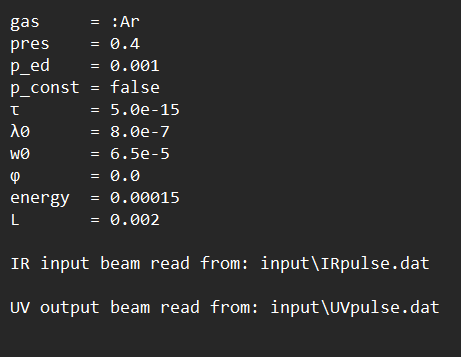 gas     = :Ar
pres    = 0.4
p_ed    = 0.001
p_const = false
τ       = 5.0e-15
λ0      = 8.0e-7
w0      = 6.5e-5
φ       = 0.0
energy  = 0.00015
L       = 0.002
IR input beam read from: input\IRpulse.dat
UV output beam read from: input\UVpulse.dat